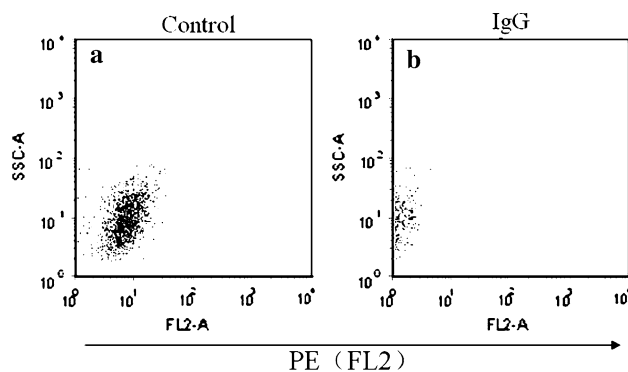 Control IgG
a b
10⁴ 10⁴
10³ 10³
SSC-A SSC-A
10² 10²
10¹ 10¹
10⁰ 10⁰
10⁰ 10¹ 10² 10³ 10⁴ 10⁰ 10¹ 10² 10³ 10⁴
FL2-A FL2-A
PE（FL2）